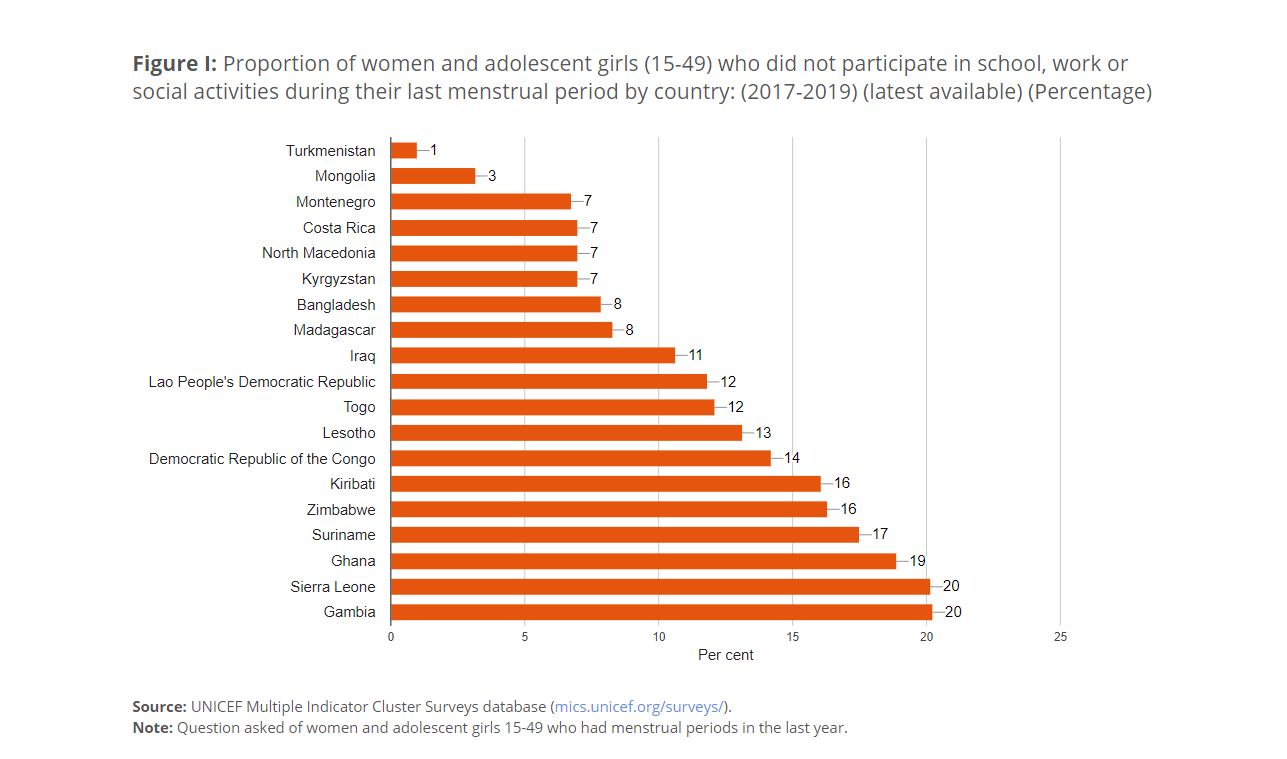 Figure I: Proportion of women and adolescent girls (15-49) who did not participate in school, work or
social activities during their last menstrual period by country: (2017-2019) (latest available) (Percentage)
Turkmenistan 1
Mongolia 3
Montenegro 7
Costa Rica 7
North Macedonia 7
Kyrgyzstan 7
Bangladesh 8
Madagascar 8
Iraq 11
Lao People's Democratic Republic 12
Togo 12
Lesotho 13
Democratic Republic of the Congo 14
Kiribati 16
Zimbabwe 16
Suriname 17
Ghana 19
Sierra Leone 20
Gambia 20
0 5 10 15 20 25
Per cent
Source: UNICEF Multiple Indicator Cluster Surveys database (mics.unicef.org/surveys/).
Note: Question asked of women and adolescent girls 15-49 who had menstrual periods in the last year.